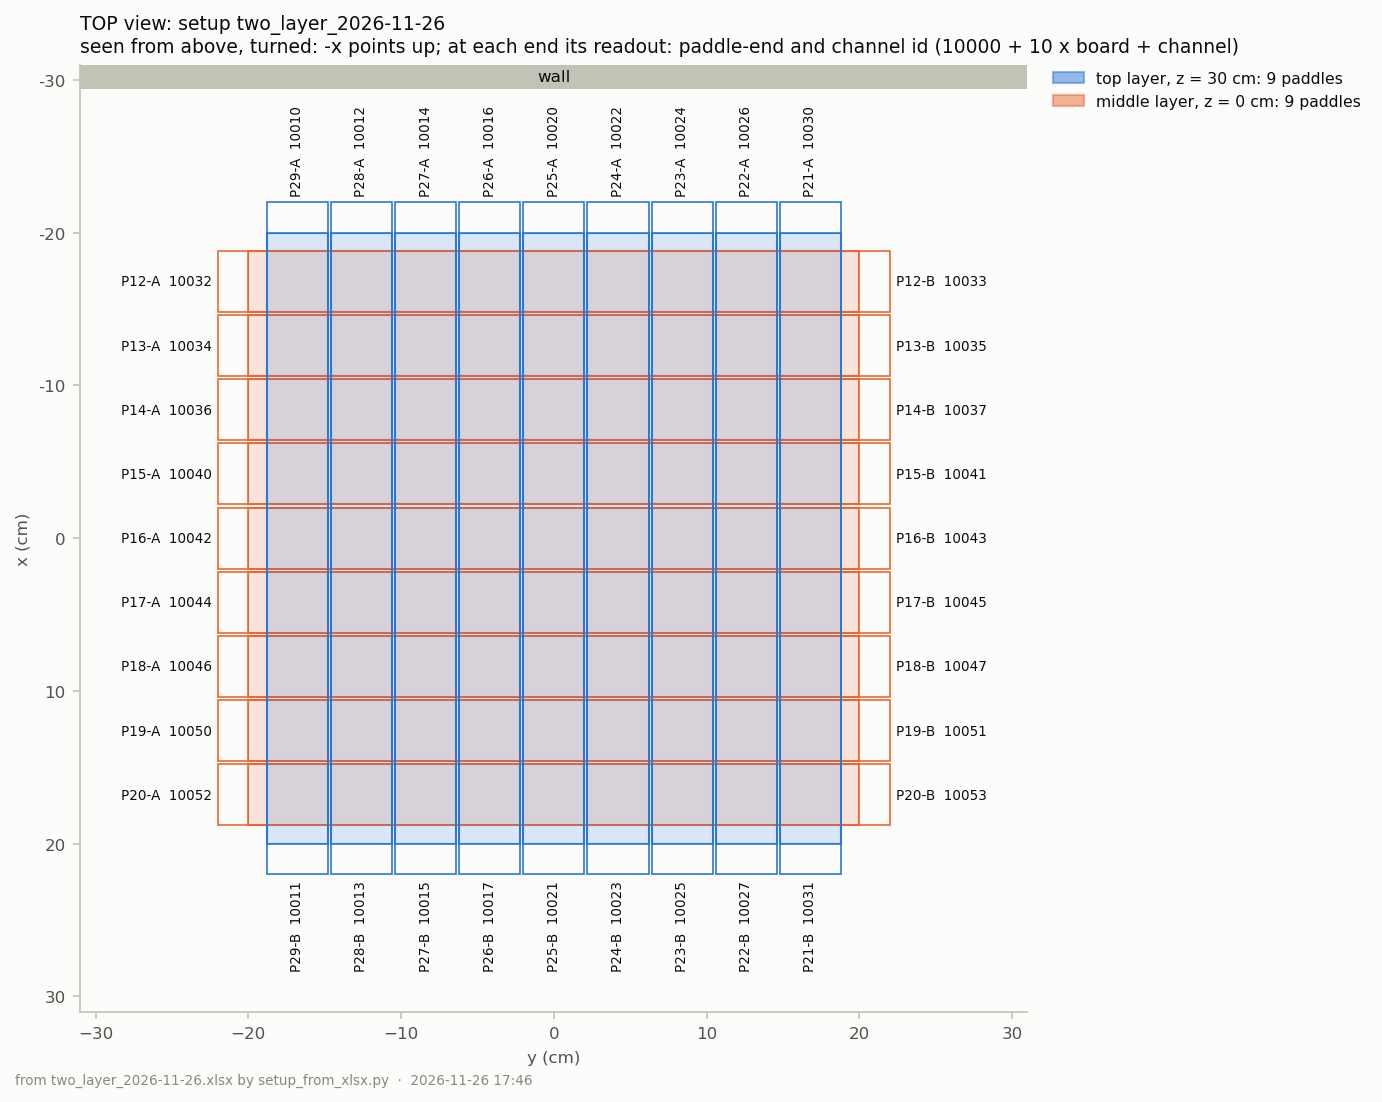 TOP view: setup two_layer_2026-11-26
seen from above, turned: -x points up; at each end its readout: paddle-end and channel id (10000 + 10 x board + channel)
wall
top layer, z = 30 cm: 9 paddles
middle layer, z = 0 cm: 9 paddles
P29-A 10010
P28-A 10012
P27-A 10014
P26-A 10016
P25-A 10020
P24-A 10022
P23-A 10024
P22-A 10026
P21-A 10030
-30
-20
-10
0
10
20
30
x (cm)
P12-A 10032
P12-B 10033
P13-A 10034
P13-B 10035
P14-A 10036
P14-B 10037
P15-A 10040
P15-B 10041
P16-A 10042
P16-B 10043
P17-A 10044
P17-B 10045
P18-A 10046
P18-B 10047
P19-A 10050
P19-B 10051
P20-A 10052
P20-B 10053
P29-B 10011
P28-B 10013
P27-B 10015
P26-B 10017
P25-B 10021
P24-B 10023
P23-B 10025
P22-B 10027
P21-B 10031
−30
−20
−10
0
10
20
30
y (cm)
from two_layer_2026-11-26.xlsx by setup_from_xlsx.py · 2026-11-26 17:46